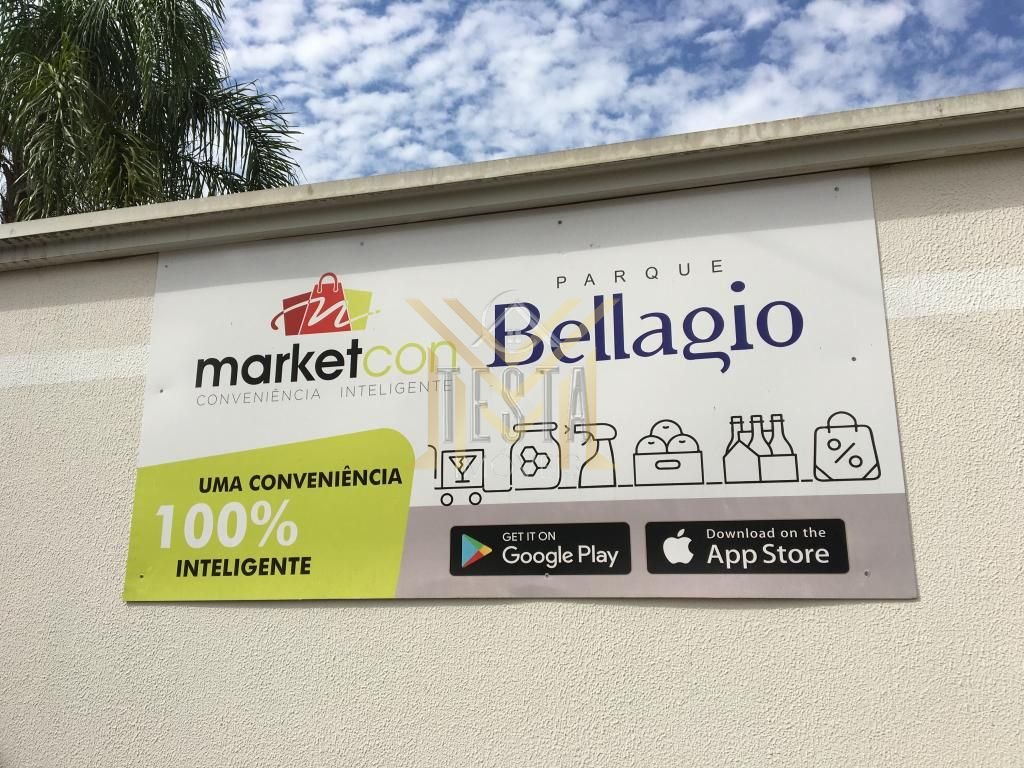 PARQUE
Bellagio
marketcon
CONVENIÊNCIA INTELIGENTE
TESTA
UMA CONVENIÊNCIA
100%
INTELIGENTE
GET IT ON
Google Play
Download on the
App Store